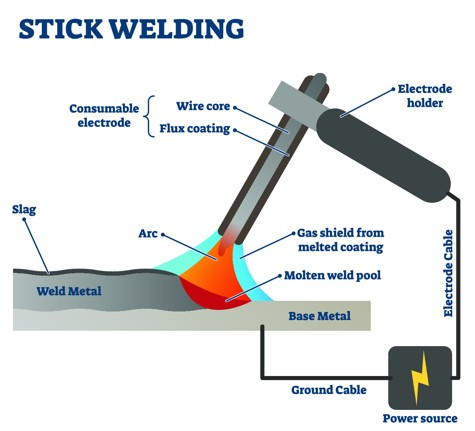 STICK WELDING
Consumable
electrode
Wire core
Flux coating
Electrode
holder
Slag
Arc
Gas shield from
melted coating
Molten weld pool
Weld Metal
Base Metal
Electrode Cable
Ground Cable
Power source